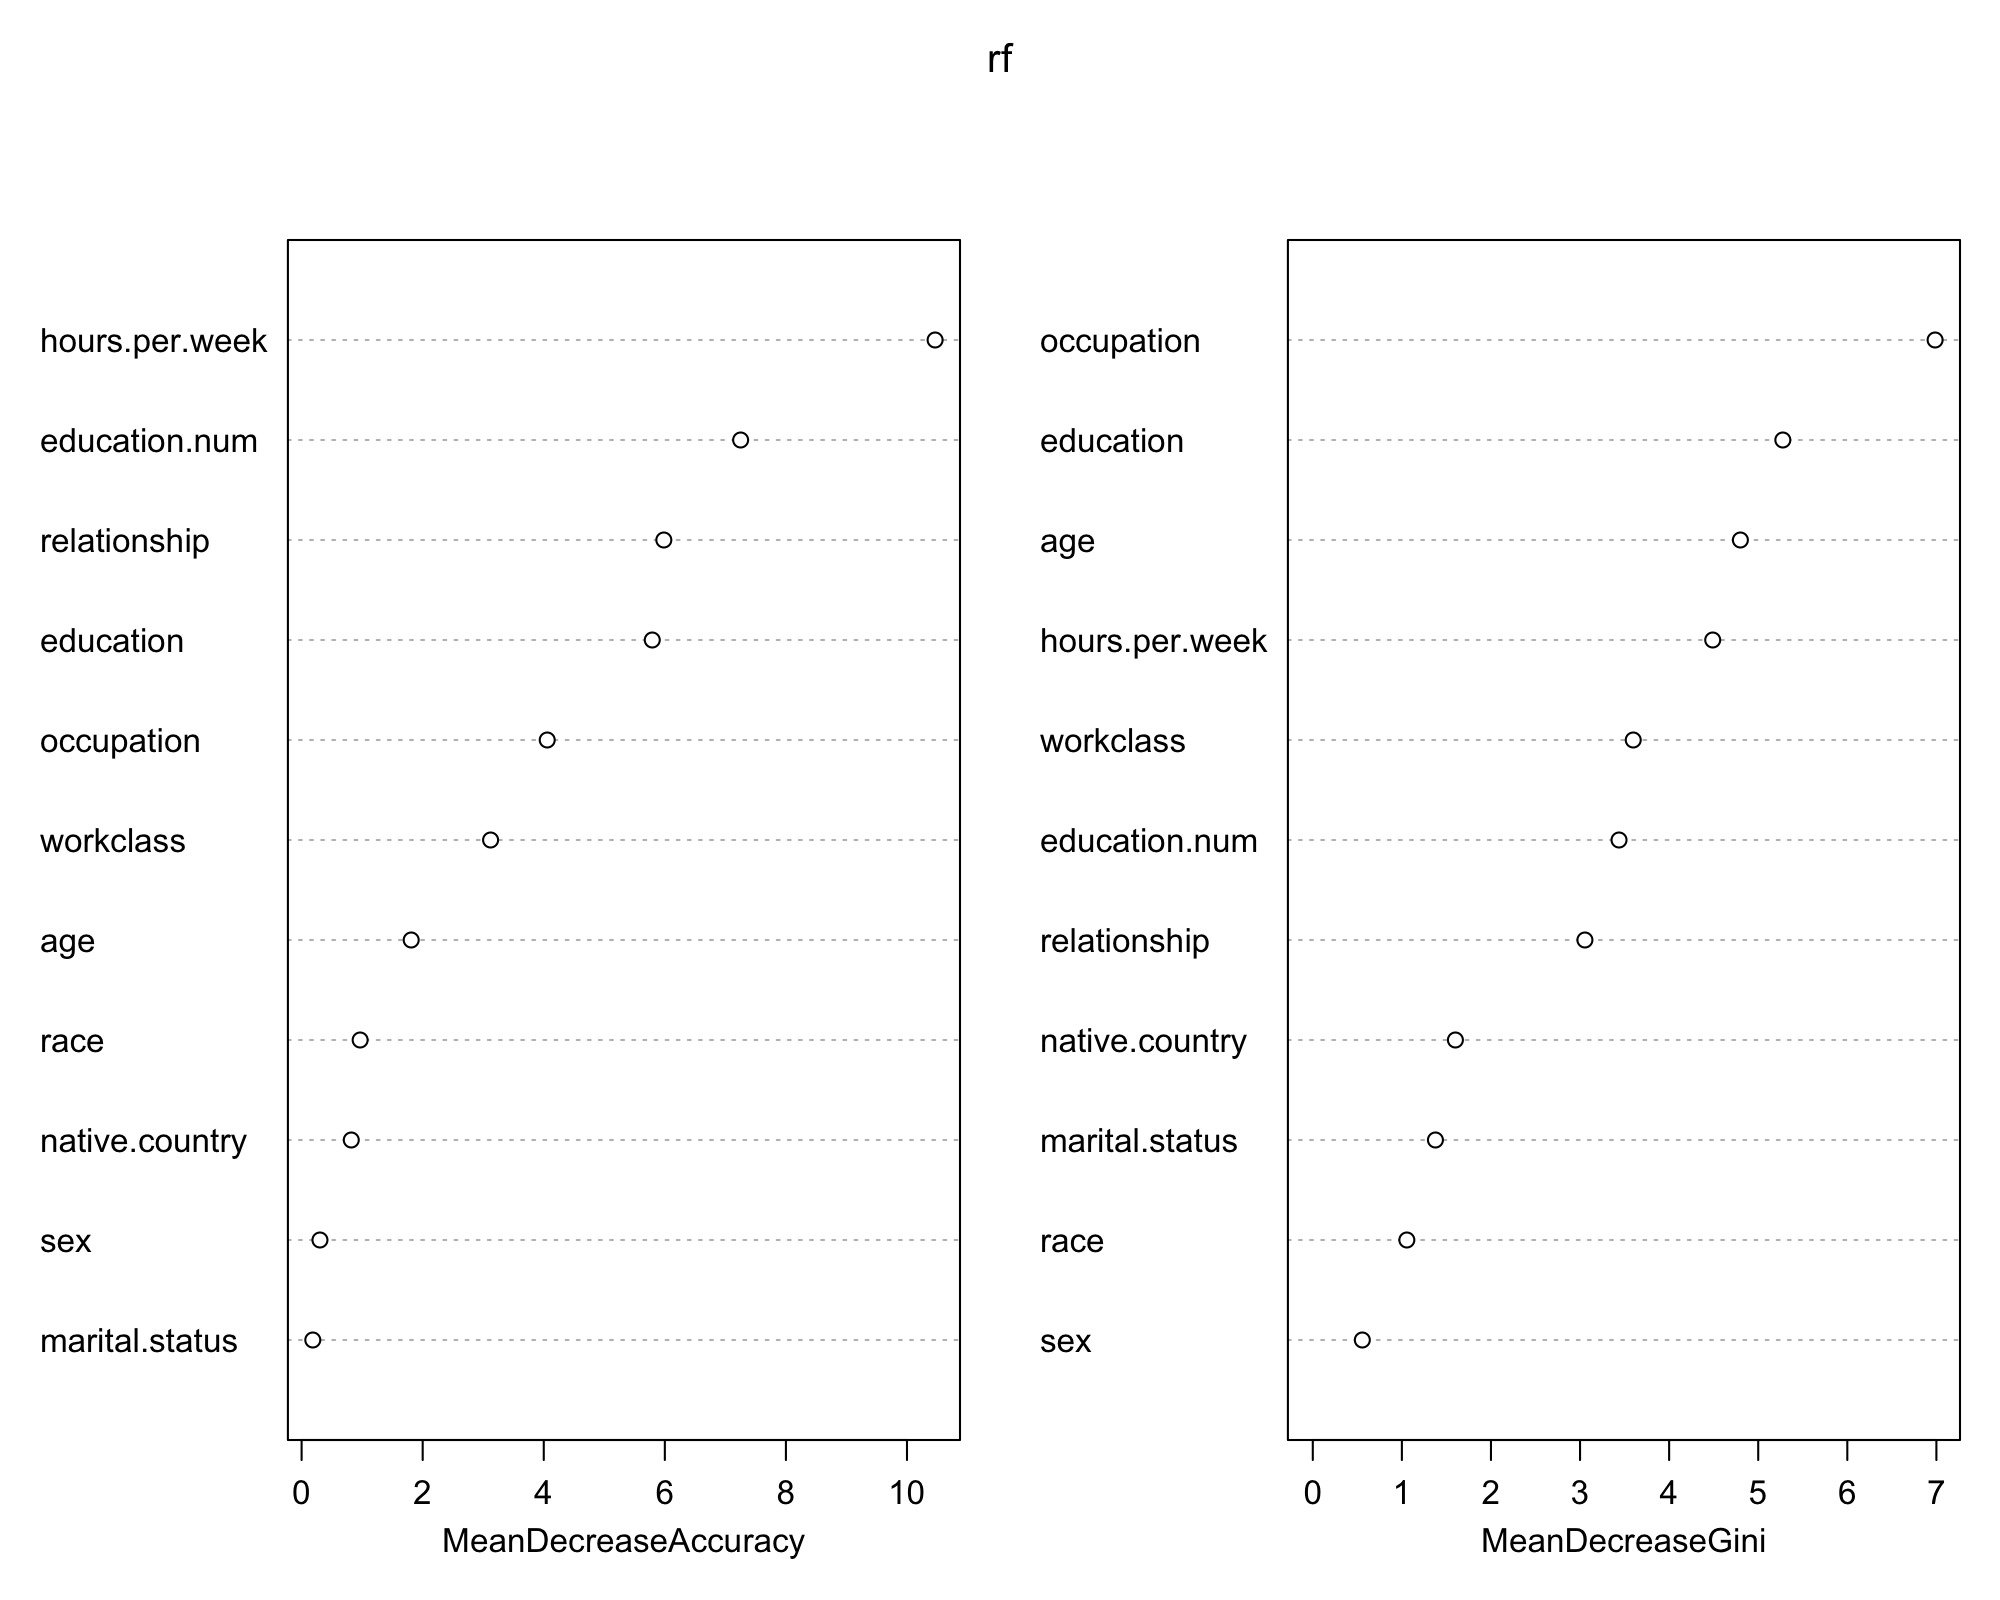 rf
hours.per.week
education.num
relationship
education
occupation
workclass
age
race
native.country
sex
marital.status
0 2 4 6 8 10
MeanDecreaseAccuracy
occupation
education
age
hours.per.week
workclass
education.num
relationship
native.country
marital.status
race
sex
0 1 2 3 4 5 6 7
MeanDecreaseGini